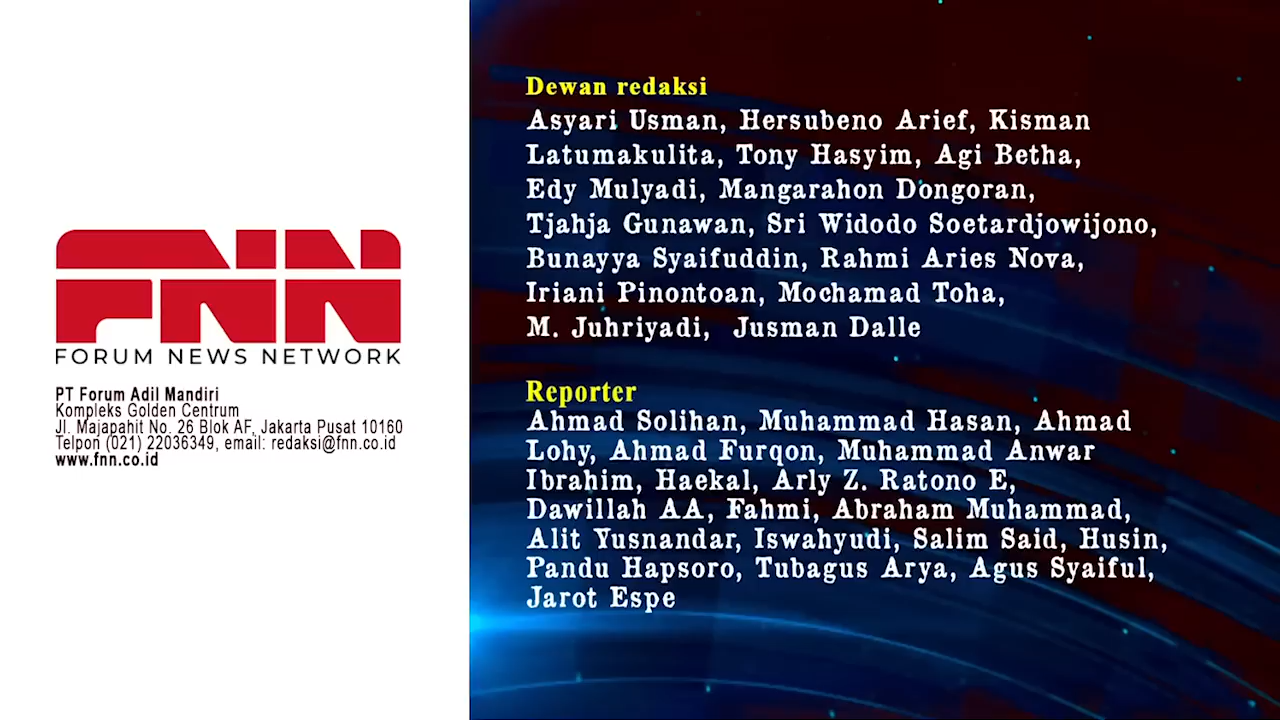 FNN
FORUM NEWS NETWORK
PT Forum Adil Mandiri
Kompleks Golden Centrum
Jl. Majapahit No. 26 Blok AF, Jakarta Pusat 10160
Telpon (021) 22036349, email: redaksi@fnn.co.id
www.fnn.co.id
Dewan redaksi
Asyari Usman, Hersubeno Arief, Kisman
Latumakulita, Tony Hasyim, Agi Betha,
Edy Mulyadi, Mangarahon Dongoran,
Tjahja Gunawan, Sri Widodo Soetardjowijono,
Bunayya Syaifuddin, Rahmi Aries Nova,
Iriani Pinontoan, Mochamad Toha,
M. Juhriyadi, Jusman Dalle
Reporter
Ahmad Solihan, Muhammad Hasan, Ahmad
Lohy, Ahmad Furqon, Muhammad Anwar
Ibrahim, Haekal, Arly Z. Ratono E,
Dawillah AA, Fahmi, Abraham Muhammad,
Alit Yusnandar, Iswahyudi, Salim Said, Husin,
Pandu Hapsoro, Tubagus Arya, Agus Syaiful,
Jarot Espe